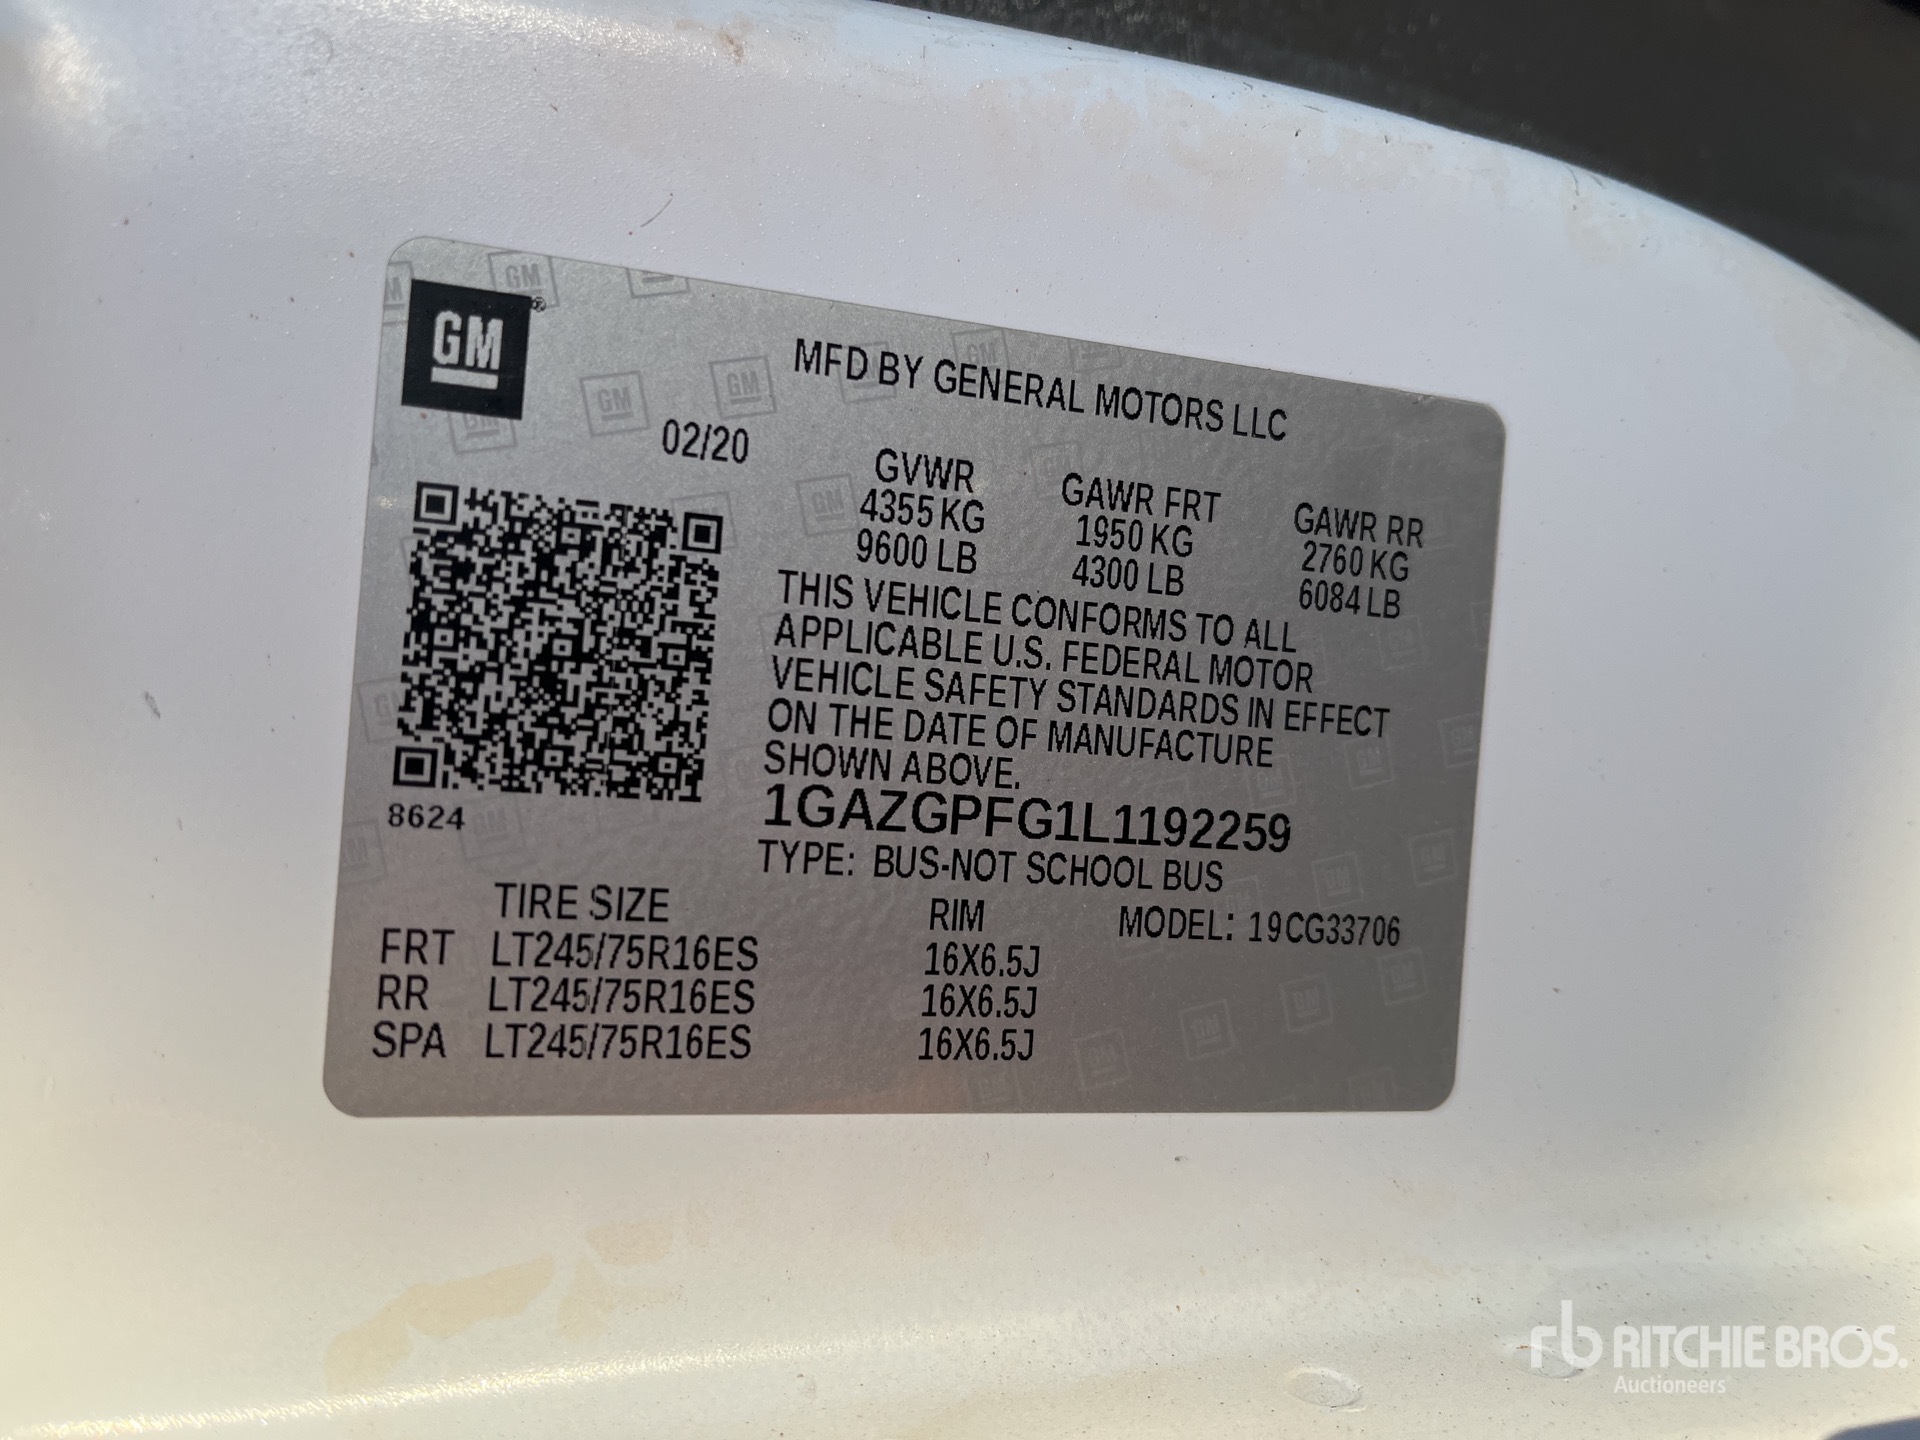 GM
MFD BY GENERAL MOTORS LLC
02/20
GVWR GAWR FRT GAWR RR
4355KG 1950 KG 2760 KG
9600 LB 4300 LB 6084 LB
THIS VEHICLE CONFORMS TO ALL
APPLICABLE U.S. FEDERAL MOTOR
VEHICLE SAFETY STANDARDS IN EFFECT
ON THE DATE OF MANUFACTURE
SHOWN ABOVE.
1GAZGPFG1L1192259
8624
TYPE: BUS-NOT SCHOOL BUS
TIRE SIZE RIM MODEL: 19CG33706
FRT LT245/75R16ES 16X6.5J
RR LT245/75R16ES 16X6.5J
SPA LT245/75R16ES 16X6.5J
rb RITCHIE BROS.
Auctioneers